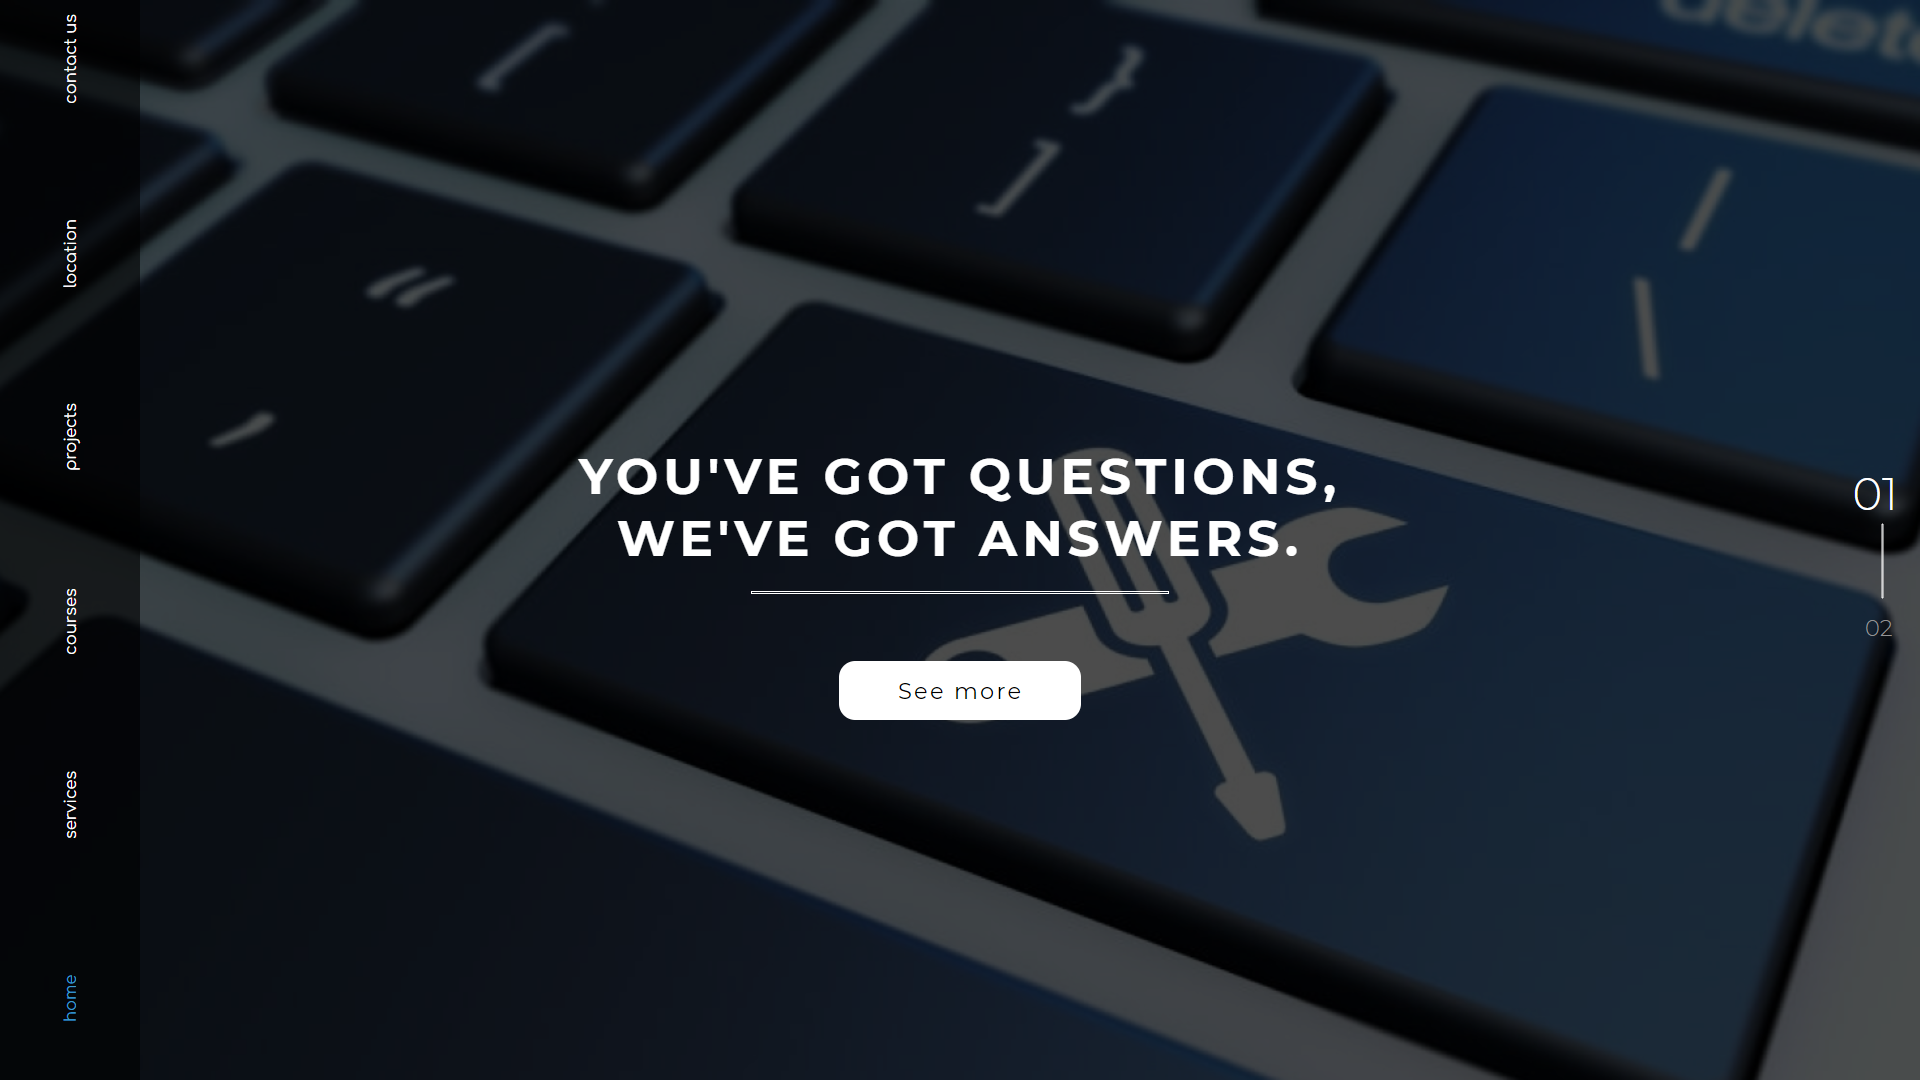 contact us
location
projects
courses
services
home
delete
{
[
}
]
"
'
/
\
YOU'VE GOT QUESTIONS,
WE'VE GOT ANSWERS.
See more
01
02